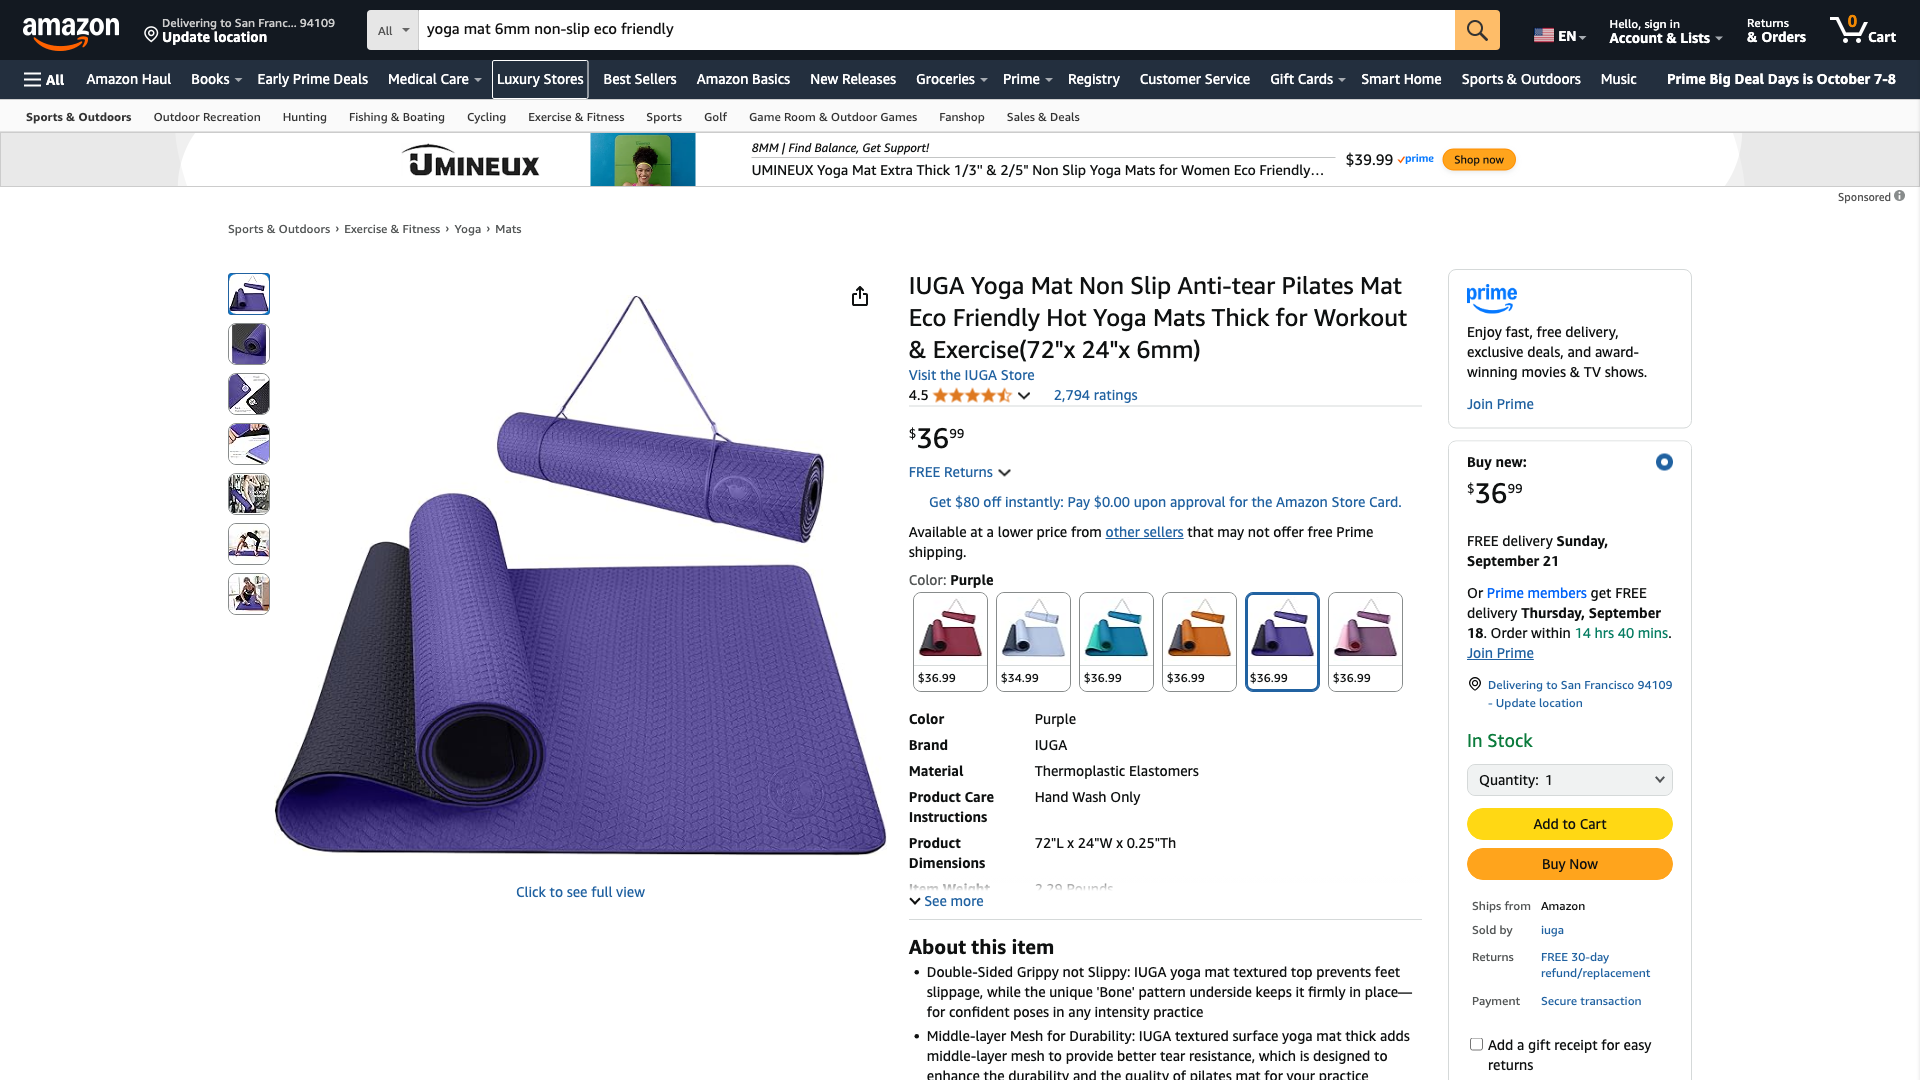 amazon
Delivering to San Franc... 94109
Update location
All
yoga mat 6mm non-slip eco friendly
EN
Hello, sign in
Account & Lists
Returns
& Orders
0
Cart
All
Amazon Haul
Books
Early Prime Deals
Medical Care
Luxury Stores
Best Sellers
Amazon Basics
New Releases
Groceries
Prime
Registry
Customer Service
Gift Cards
Smart Home
Sports & Outdoors
Music
Prime Big Deal Days is October 7-8
Sports & Outdoors
Outdoor Recreation
Hunting
Fishing & Boating
Cycling
Exercise & Fitness
Sports
Golf
Game Room & Outdoor Games
Fanshop
Sales & Deals
UMINEUX
8MM | Find Balance, Get Support!
UMINEUX Yoga Mat Extra Thick 1/3" & 2/5" Non Slip Yoga Mats for Women Eco Friendly…
$39.99
prime
Shop now
Sponsored
Sports & Outdoors › Exercise & Fitness › Yoga › Mats
IUGA Yoga Mat Non Slip Anti-tear Pilates Mat
Eco Friendly Hot Yoga Mats Thick for Workout
& Exercise(72"x 24"x 6mm)
Visit the IUGA Store
4.5
2,794 ratings
$36.99
FREE Returns
Get $80 off instantly: Pay $0.00 upon approval for the Amazon Store Card.
Available at a lower price from other sellers that may not offer free Prime
shipping.
Color: Purple
$36.99
$34.99
$36.99
$36.99
$36.99
$36.99
Color
Purple
Brand
IUGA
Material
Thermoplastic Elastomers
Product Care
Instructions
Hand Wash Only
Product
Dimensions
72"L x 24"W x 0.25"Th
Item Weight
2.29 Pounds
See more
About this item
• Double-Sided Grippy not Slippy: IUGA yoga mat textured top prevents feet
slippage, while the unique 'Bone' pattern underside keeps it firmly in place—
for confident poses in any intensity practice
• Middle-layer Mesh for Durability: IUGA textured surface yoga mat thick adds
middle-layer mesh to provide better tear resistance, which is designed to
enhance the durability and the quality of pilates mat for your practice
Click to see full view
prime
Enjoy fast, free delivery,
exclusive deals, and award-
winning movies & TV shows.
Join Prime
Buy new:
$36.99
FREE delivery Sunday,
September 21
Or Prime members get FREE
delivery Thursday, September
18. Order within 14 hrs 40 mins.
Join Prime
Delivering to San Francisco 94109
- Update location
In Stock
Quantity: 1
Add to Cart
Buy Now
Ships from
Amazon
Sold by
iuga
Returns
FREE 30-day
refund/replacement
Payment
Secure transaction
Add a gift receipt for easy
returns